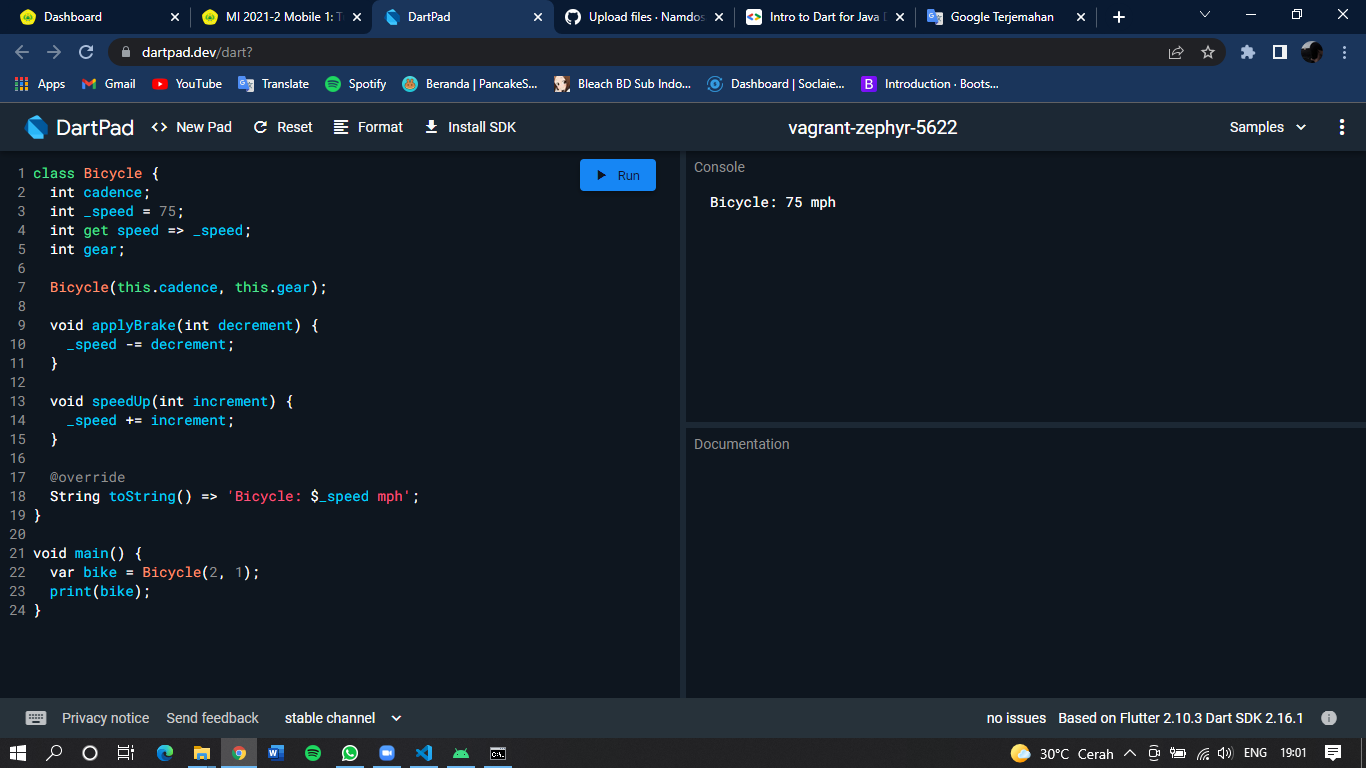 Dashboard MI 2021-2 Mobile 1: T DartPad Upload files · Namdos Intro to Dart for Java D Google Terjemahan
dartpad.dev/dart?
Apps Gmail YouTube Translate Spotify Beranda | PancakeS... Bleach BD Sub Indo... Dashboard | Soclaie... Introduction · Boots...
DartPad <> New Pad Reset Format Install SDK vagrant-zephyr-5622 Samples
Run
Console
Bicycle: 75 mph
1 class Bicycle {
2 int cadence;
3 int _speed = 75;
4 int get speed => _speed;
5 int gear;
6
7 Bicycle(this.cadence, this.gear);
8
9 void applyBrake(int decrement) {
10 _speed -= decrement;
11 }
12
13 void speedUp(int increment) {
14 _speed += increment;
15 }
16
17 @override
18 String toString() => 'Bicycle: $_speed mph';
19 }
20
21 void main() {
22 var bike = Bicycle(2, 1);
23 print(bike);
24 }
Documentation
Privacy notice Send feedback stable channel no issues Based on Flutter 2.10.3 Dart SDK 2.16.1
30°C Cerah ENG 19:01